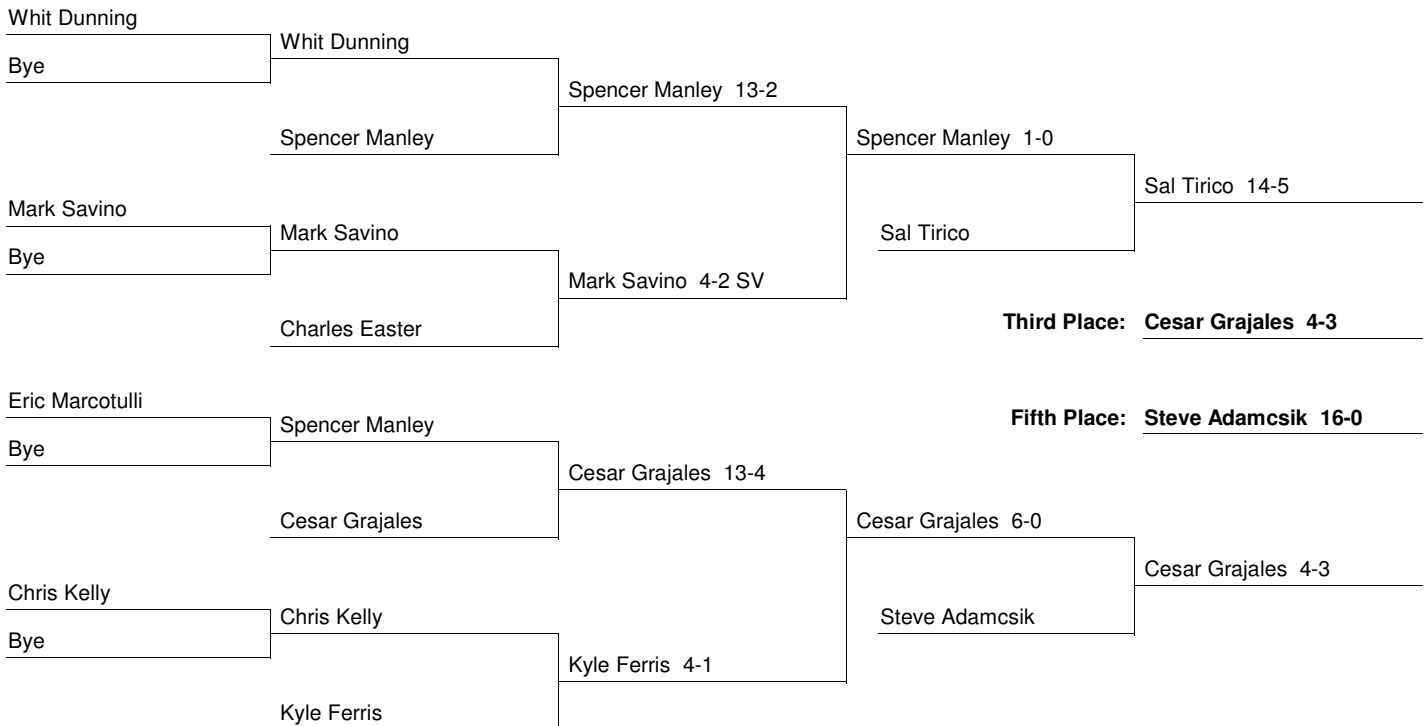 Whit Dunning
Whit Dunning
Bye
Spencer Manley 13-2
Spencer Manley
Spencer Manley 1-0
Sal Tirico 14-5
Mark Savino
Mark Savino
Sal Tirico
Bye
Mark Savino 4-2 SV
Charles Easter
Third Place: Cesar Grajales 4-3
Eric Marcotulli
Spencer Manley
Fifth Place: Steve Adamcsik 16-0
Bye
Cesar Grajales 13-4
Cesar Grajales
Cesar Grajales 6-0
Cesar Grajales 4-3
Chris Kelly
Chris Kelly
Steve Adamcsik
Bye
Kyle Ferris 4-1
Kyle Ferris